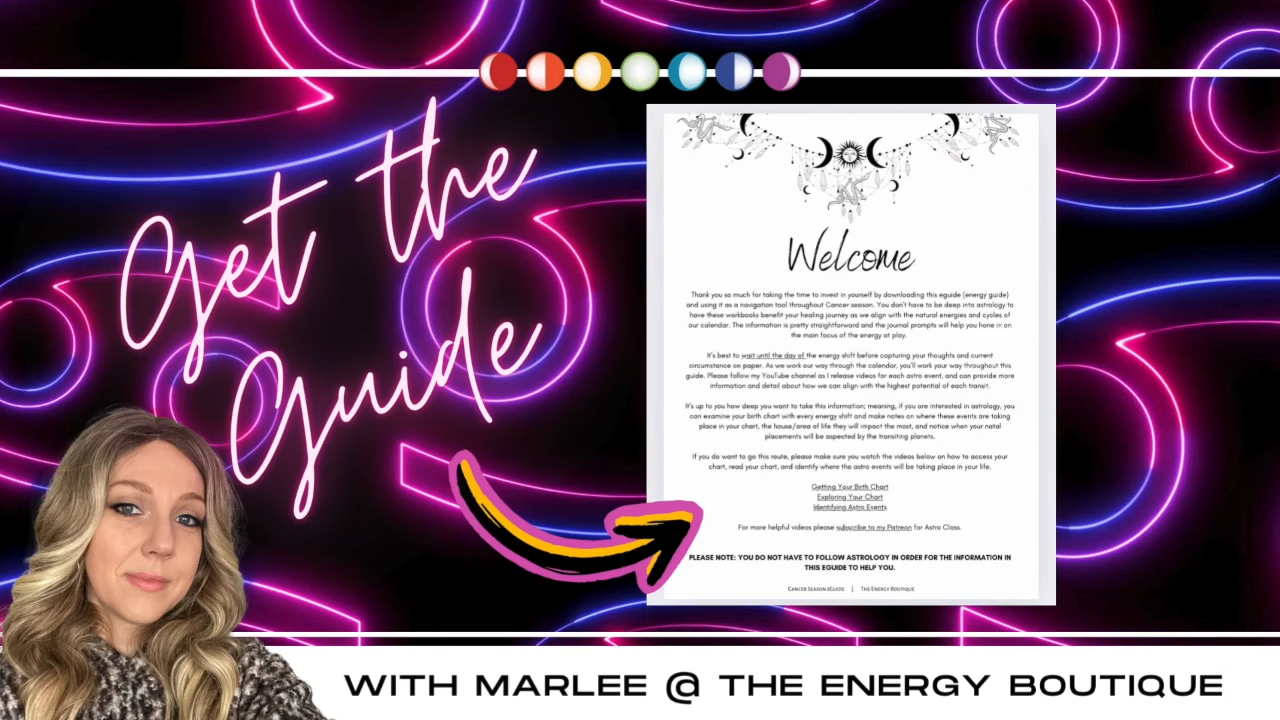 Get the
Guide
Welcome
Thank you so much for taking the time to invest in yourself by downloading this eguide (energy guide)
and using it as a navigation tool throughout Cancer season. You don't have to be deep into astrology to
have these workbooks benefit your healing journey as we align with the natural energies and cycles of
our calendar. The information is pretty straightforward and the journal prompts will help you hone in on
the main focus of the energy at play.
It's best to wait until the day of the energy shift before capturing your thoughts and current
circumstance on paper. As we work our way through the calendar, you'll work your way throughout this
guide. Please follow my YouTube channel as I release videos for each astro event, and can provide more
information and detail about how we can align with the highest potential of each transit.
It's up to you how deep you want to take this information; meaning, if you are interested in astrology, you
can examine your birth chart with every energy shift and make notes on where these events are taking
place in your chart, the house/area of life they will impact the most, and notice when your natal
placements will be aspected by the transiting planets.
If you do want to go this route, please make sure you watch the videos below on how to access your
chart, read your chart, and identify where the astro events will be taking place in your life.
Getting Your Birth Chart
Exploring Your Chart
Identifying Astro Events
For more helpful videos please subscribe to my Patreon for Astro Class.
PLEASE NOTE: YOU DO NOT HAVE TO FOLLOW ASTROLOGY IN ORDER FOR THE INFORMATION IN
THIS EGUIDE TO HELP YOU.
Cancer Season eGuide | The Energy Boutique
WITH MARLEE @ THE ENERGY BOUTIQUE